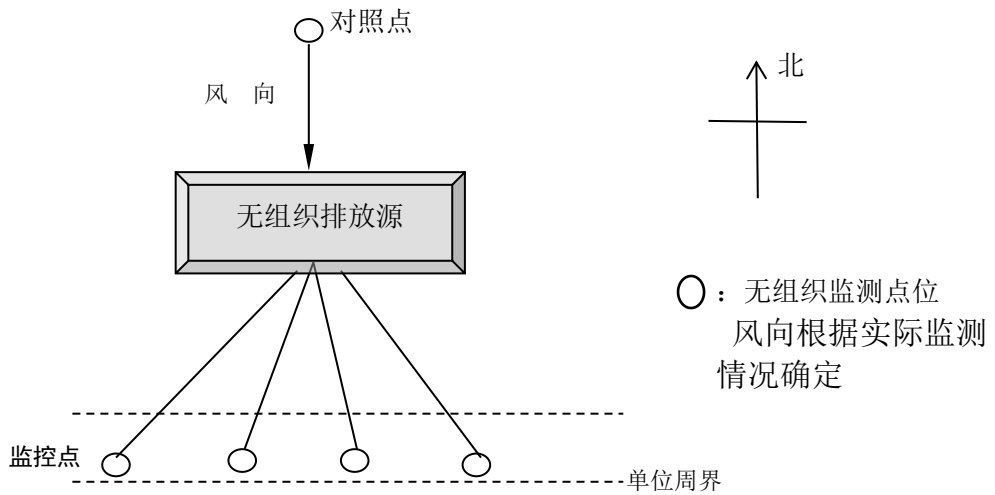 对照点
北
风 向
无组织排放源
：无组织监测点位
风向根据实际监测
情况确定
监控点
单位周界